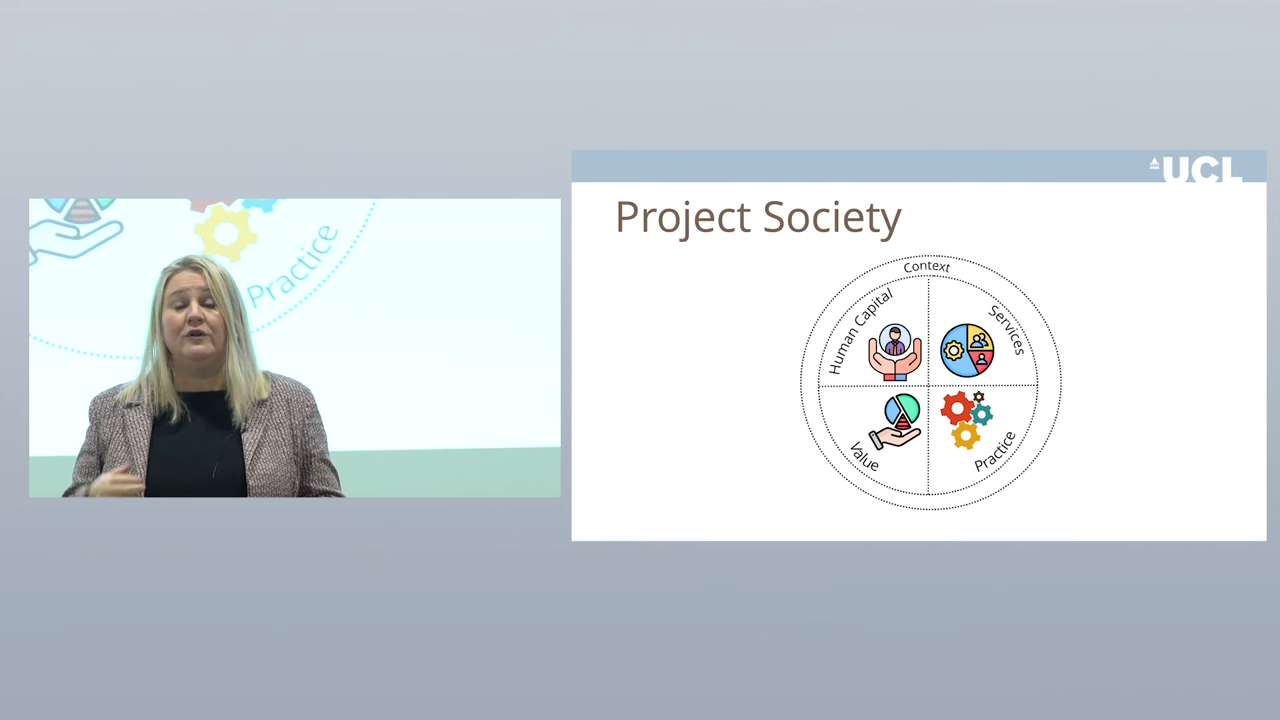 Practice
UCL
Project Society
Context
Human Capital
Services
Value
Practice